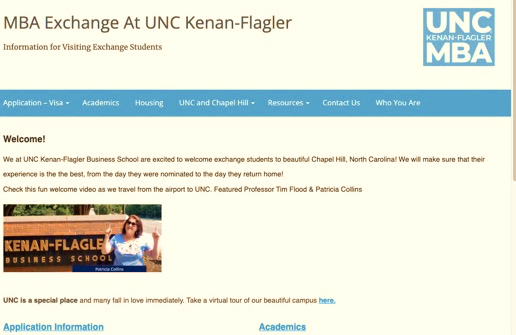 MBA Exchange At UNC Kenan-Flagler
Information for Visiting Exchange Students
UNC
KENAN-FLAGLER
MBA
Application – Visa Academics Housing UNC and Chapel Hill Resources Contact Us Who You Are
Welcome!
We at UNC Kenan-Flagler Business School are excited to welcome exchange students to beautiful Chapel Hill, North Carolina! We will make sure that their
experience is the the best, from the day they were nominated to the day they return home!
Check this fun welcome video as we travel from the airport to UNC. Featured Professor Tim Flood & Patricia Collins
KENAN-FLAGLE
BUSINESS SCHOOL
Patricia Collins
UNC is a special place and many fall in love immediately. Take a virtual tour of our beautiful campus here.
Application Information
Academics